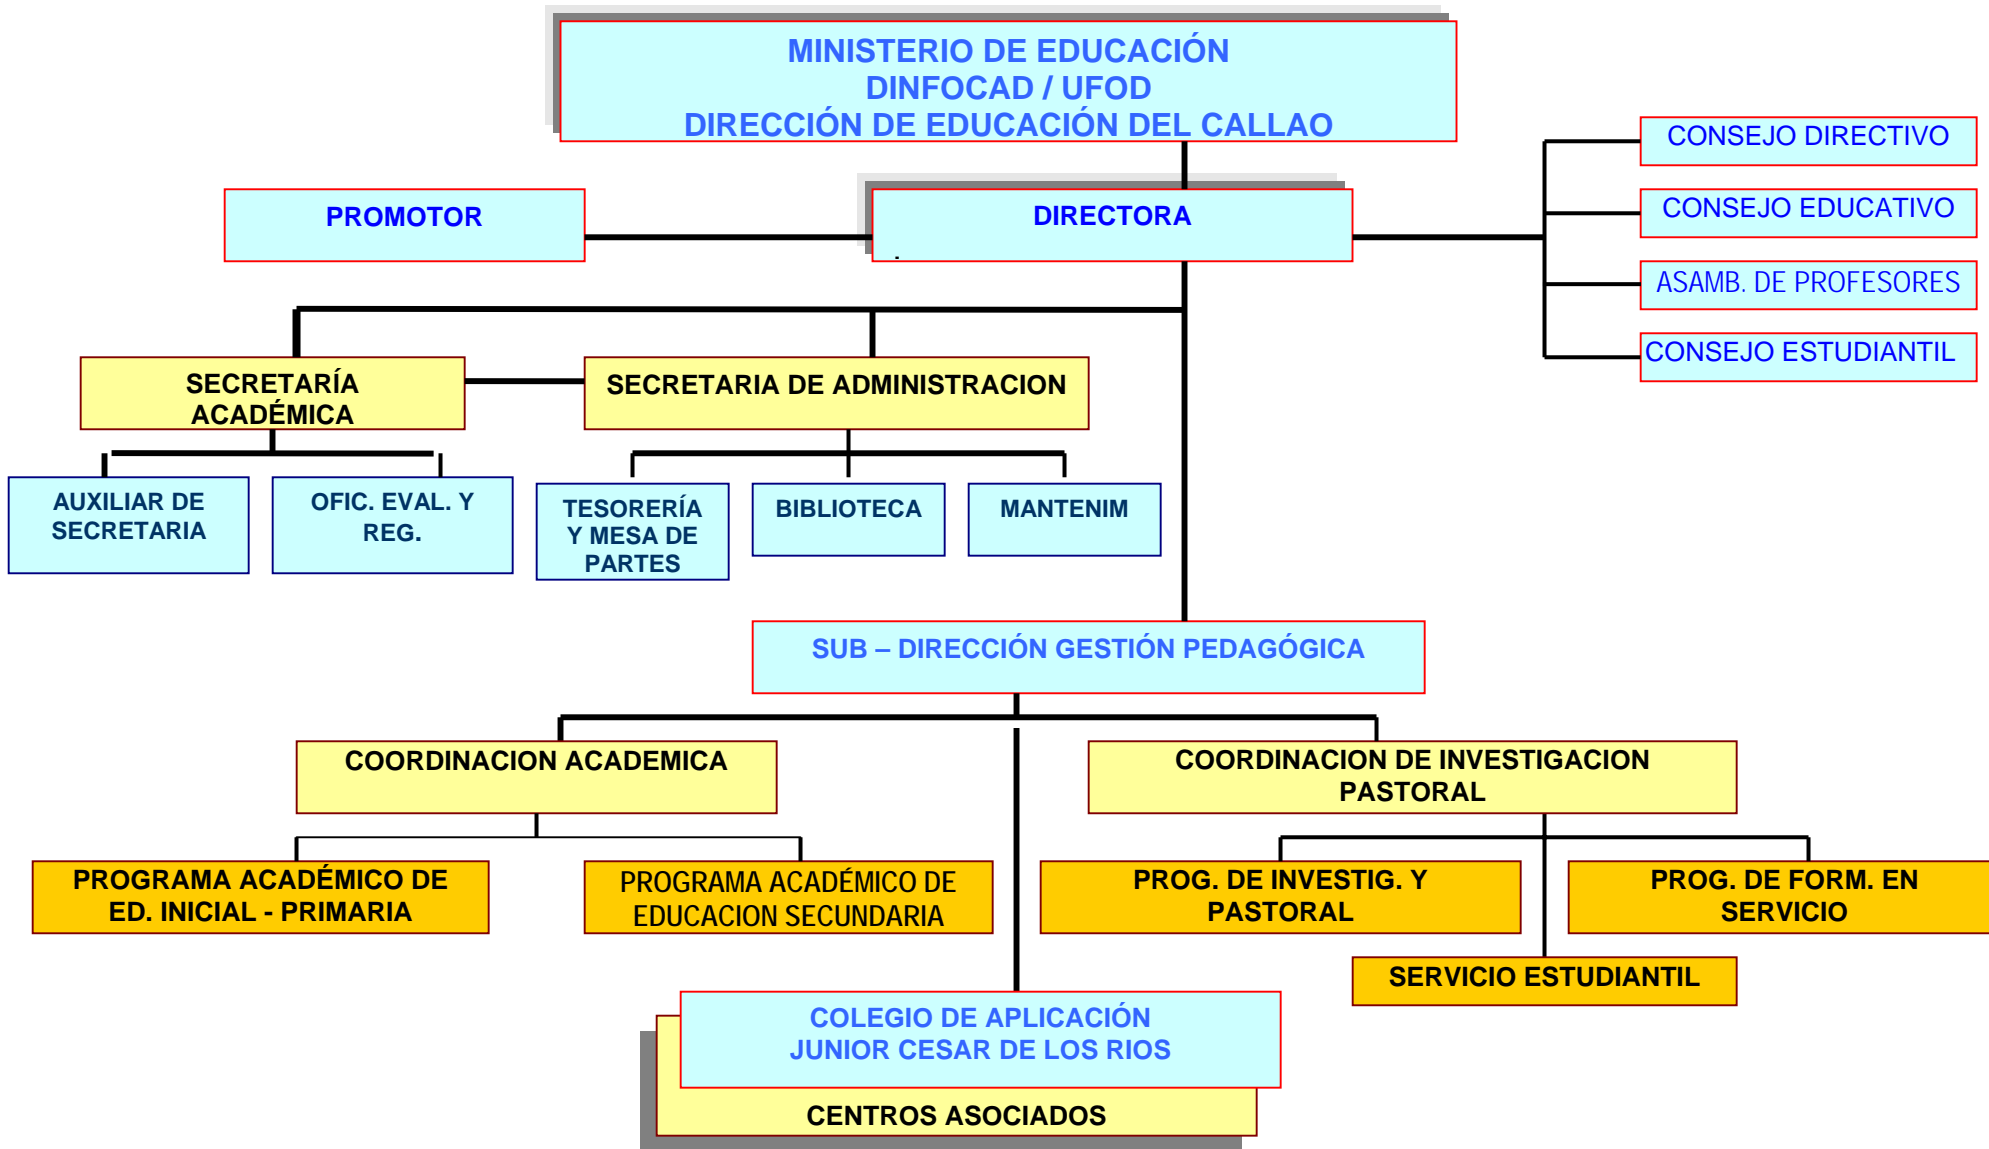 MINISTERIO DE EDUCACIÓN
DINFOCAD / UFOD
DIRECCIÓN DE EDUCACIÓN DEL CALLAO
CONSEJO DIRECTIVO
PROMOTOR
DIRECTORA
.
CONSEJO EDUCATIVO
ASAMB. DE PROFESORES
CONSEJO ESTUDIANTIL
SECRETARÍA
ACADÉMICA
SECRETARIA DE ADMINISTRACION
AUXILIAR DE
SECRETARIA
OFIC. EVAL. Y
REG.
TESORERÍA
Y MESA DE
PARTES
BIBLIOTECA
MANTENIM
SUB – DIRECCIÓN GESTIÓN PEDAGÓGICA
COORDINACION ACADEMICA
COORDINACION DE INVESTIGACION
PASTORAL
PROGRAMA ACADÉMICO DE
ED. INICIAL - PRIMARIA
PROGRAMA ACADÉMICO DE
EDUCACION SECUNDARIA
PROG. DE INVESTIG. Y
PASTORAL
PROG. DE FORM. EN
SERVICIO
SERVICIO ESTUDIANTIL
COLEGIO DE APLICACIÓN
JUNIOR CESAR DE LOS RIOS
CENTROS ASOCIADOS